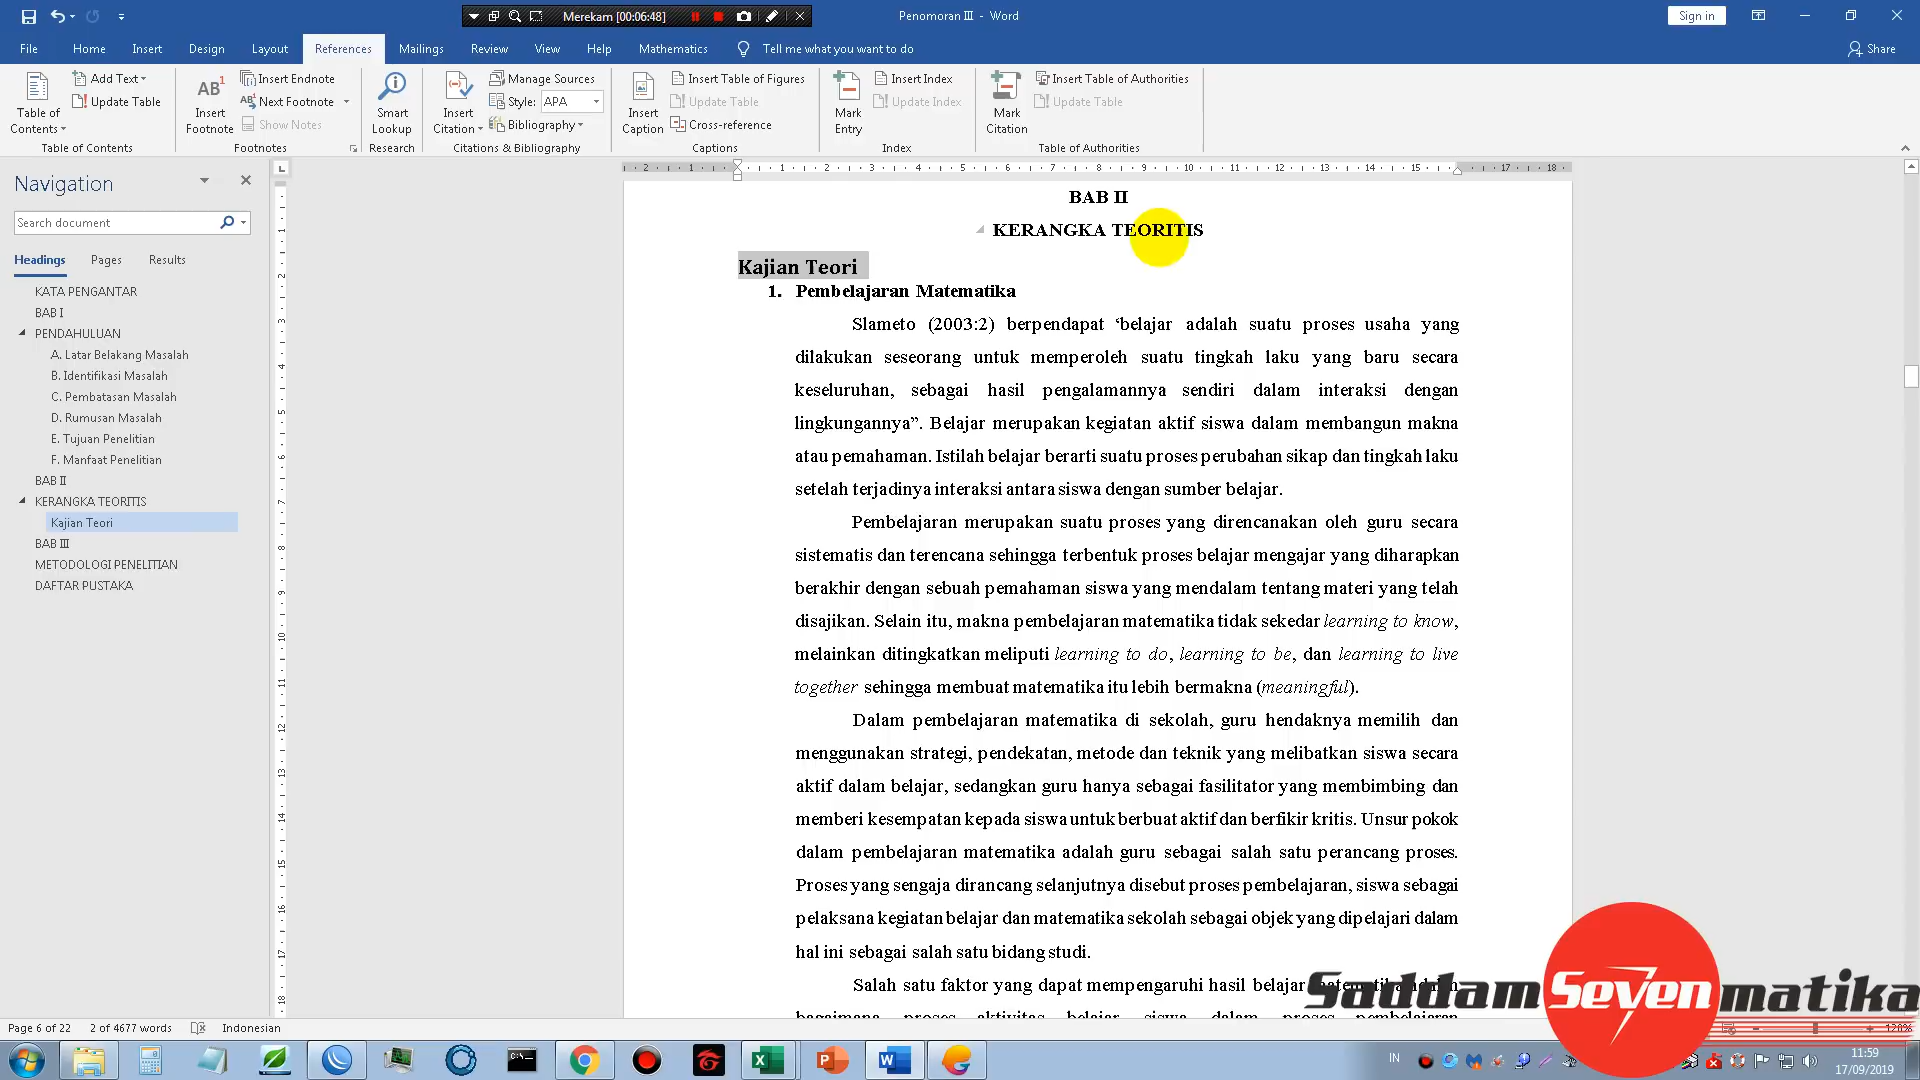 Merekam [00:06:48]
Penomoran III - Word
Sign in
File Home Insert Design Layout References Mailings Review View Help Mathematics Tell me what you want to do
Share
Table of Contents
Add Text
Update Table
Table of Contents
AB1 Insert Footnote
Insert Endnote
Next Footnote
Show Notes
Footnotes
Smart Lookup
Research
Insert Citation
Manage Sources
Style: APA
Bibliography
Citations & Bibliography
Insert Caption
Insert Table of Figures
Update Table
Cross-reference
Captions
Mark Entry
Insert Index
Update Index
Index
Mark Citation
Insert Table of Authorities
Update Table
Table of Authorities
Navigation
Search document
Headings Pages Results
KATA PENGANTAR
BAB I
PENDAHULUAN
A. Latar Belakang Masalah
B. Identifikasi Masalah
C. Pembatasan Masalah
D. Rumusan Masalah
E. Tujuan Penelitian
F. Manfaat Penelitian
BAB II
KERANGKA TEORITIS
Kajian Teori
BAB III
METODOLOGI PENELITIAN
DAFTAR PUSTAKA
BAB II
KERANGKA TEORITIS
Kajian Teori
1. Pembelajaran Matematika
Slameto (2003:2) berpendapat ‘belajar adalah suatu proses usaha yang
dilakukan seseorang untuk memperoleh suatu tingkah laku yang baru secara
keseluruhan, sebagai hasil pengalamannya sendiri dalam interaksi dengan
lingkungannya”. Belajar merupakan kegiatan aktif siswa dalam membangun makna
atau pemahaman. Istilah belajar berarti suatu proses perubahan sikap dan tingkah laku
setelah terjadinya interaksi antara siswa dengan sumber belajar.
Pembelajaran merupakan suatu proses yang direncanakan oleh guru secara
sistematis dan terencana sehingga terbentuk proses belajar mengajar yang diharapkan
berakhir dengan sebuah pemahaman siswa yang mendalam tentang materi yang telah
disajikan. Selain itu, makna pembelajaran matematika tidak sekedar learning to know,
melainkan ditingkatkan meliputi learning to do, learning to be, dan learning to live
together sehingga membuat matematika itu lebih bermakna (meaningful).
Dalam pembelajaran matematika di sekolah, guru hendaknya memilih dan
menggunakan strategi, pendekatan, metode dan teknik yang melibatkan siswa secara
aktif dalam belajar, sedangkan guru hanya sebagai fasilitator yang membimbing dan
memberi kesempatan kepada siswa untuk berbuat aktif dan berfikir kritis. Unsur pokok
dalam pembelajaran matematika adalah guru sebagai salah satu perancang proses.
Proses yang sengaja dirancang selanjutnya disebut proses pembelajaran, siswa sebagai
pelaksana kegiatan belajar dan matematika sekolah sebagai objek yang dipelajari dalam
hal ini sebagai salah satu bidang studi.
Salah satu faktor yang dapat mempengaruhi hasil belajar matematika adalah
bagaimana proses aktivitas belajar siswa dalam proses pembelajaran
Saddam Seven matika
Page 6 of 22 2 of 4677 words Indonesian
120%
IN
11:59
17/09/2019